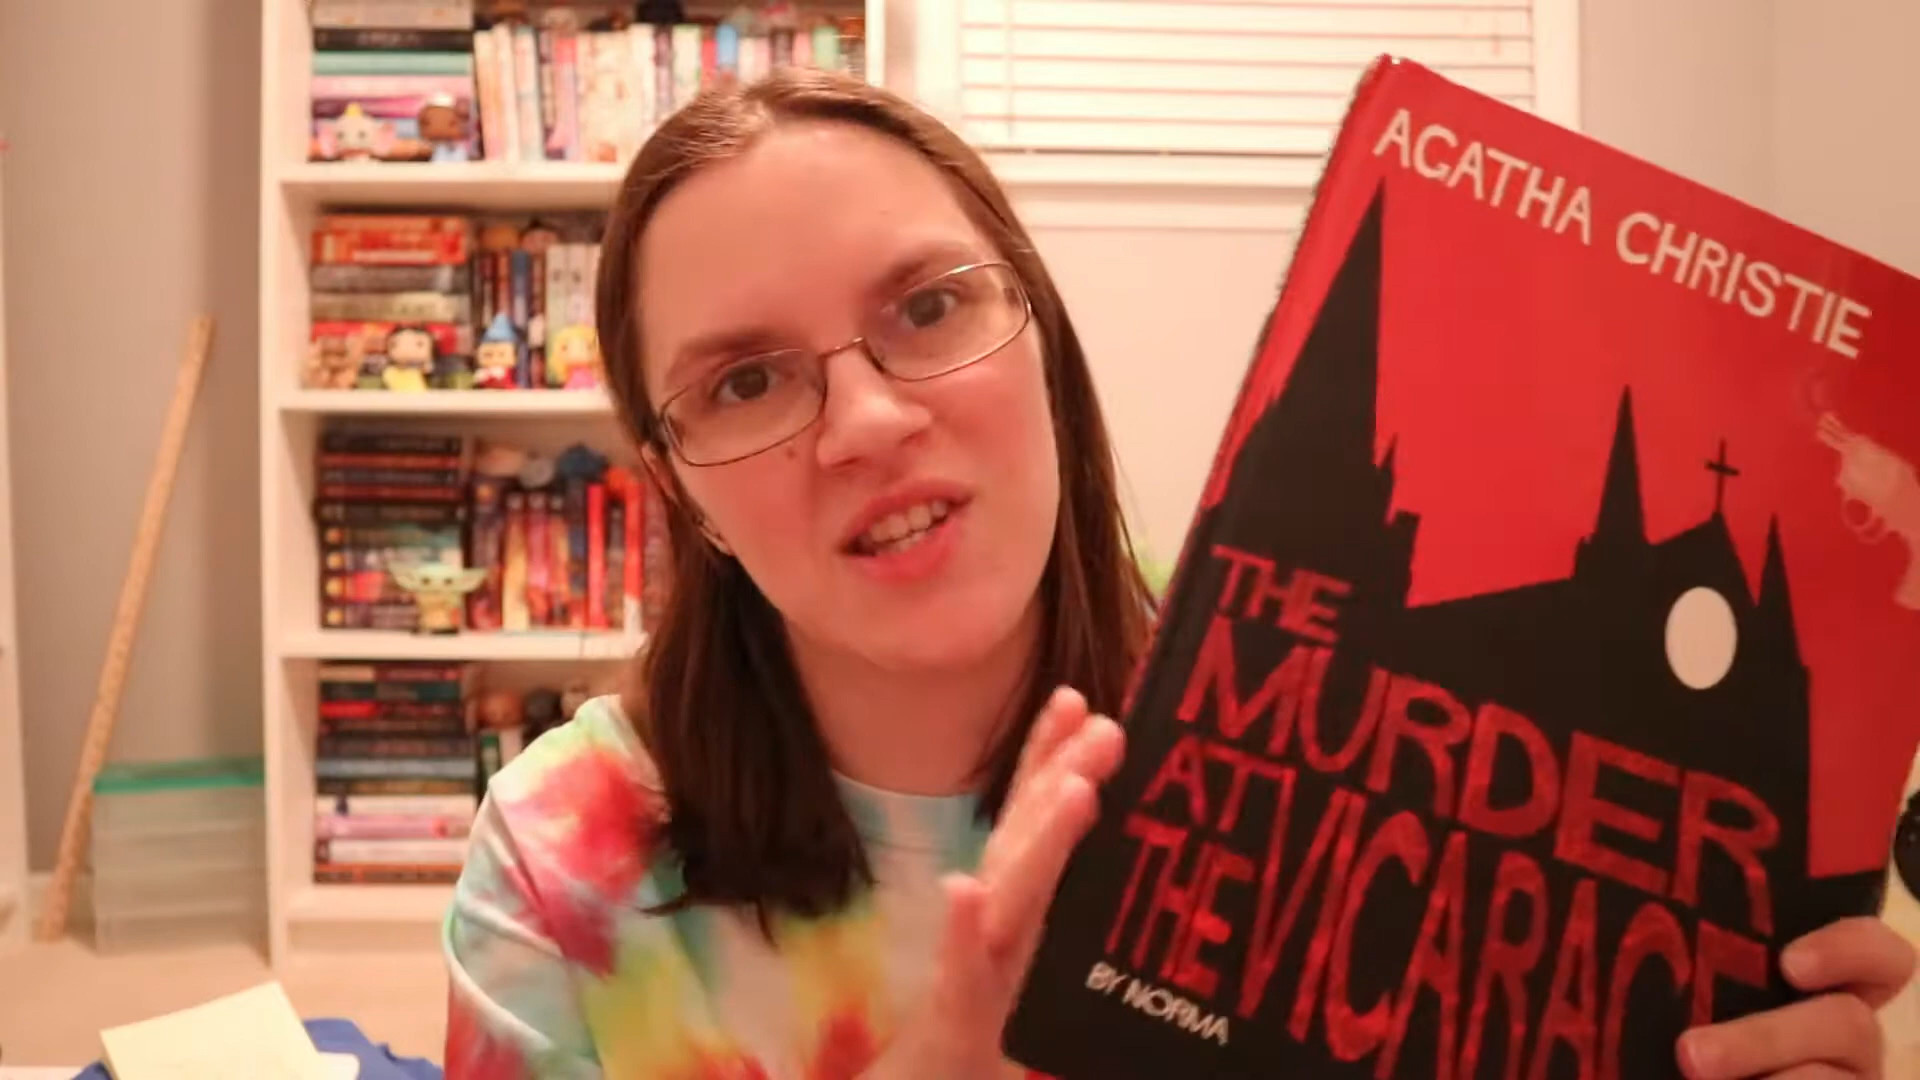 AGATHA CHRISTIE
THE
MURDER
AT
THE VICARAGE
BY NORMA